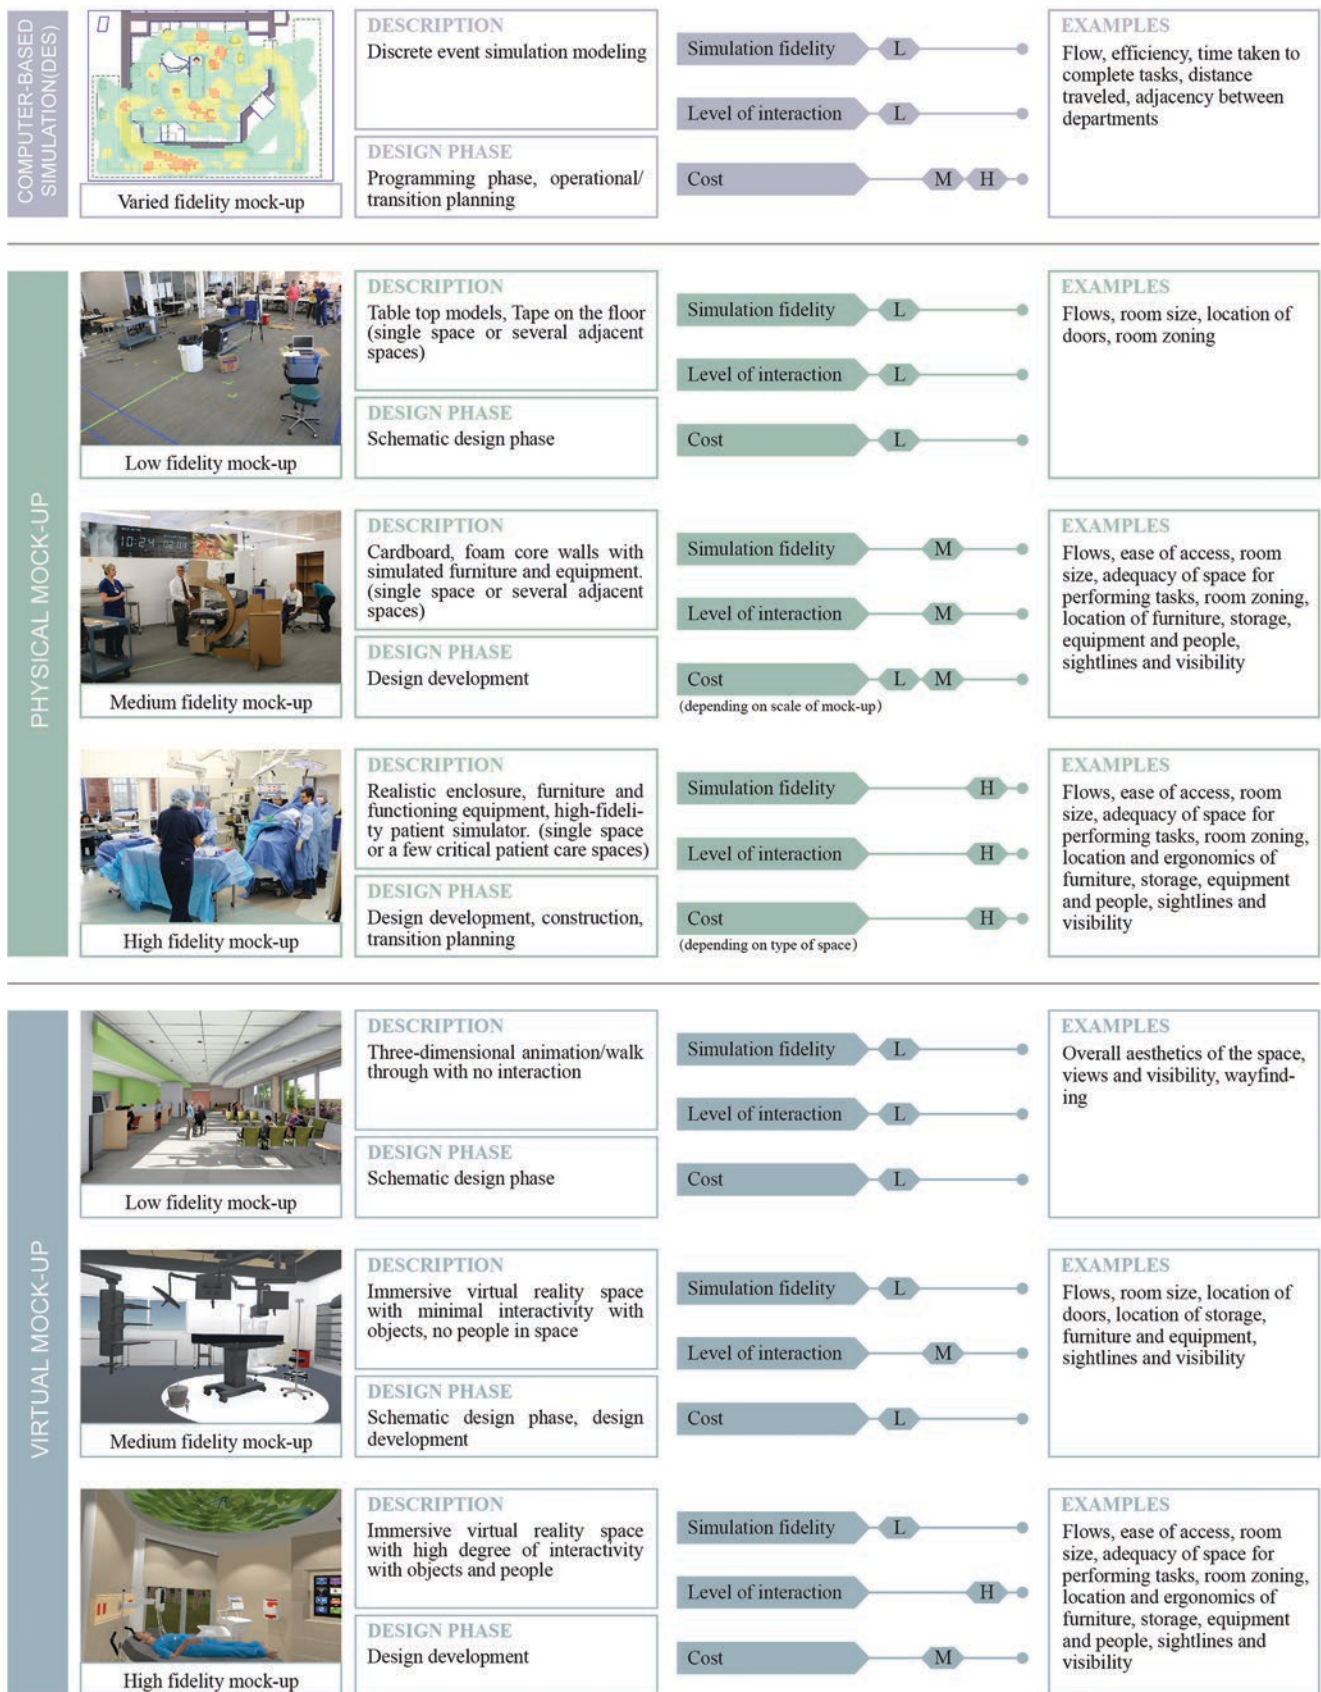 COMPUTER-BASED
SIMULATION(DES)
Varied fidelity mock-up
DESCRIPTION
Discrete event simulation modeling
DESIGN PHASE
Programming phase, operational/
transition planning
Simulation fidelity L
Level of interaction L
Cost M H
EXAMPLES
Flow, efficiency, time taken to
complete tasks, distance
traveled, adjacency between
departments
PHYSICAL MOCK-UP
Low fidelity mock-up
DESCRIPTION
Table top models, Tape on the floor
(single space or several adjacent
spaces)
DESIGN PHASE
Schematic design phase
Simulation fidelity L
Level of interaction L
Cost L
EXAMPLES
Flows, room size, location of
doors, room zoning
10:24
Medium fidelity mock-up
DESCRIPTION
Cardboard, foam core walls with
simulated furniture and equipment.
(single space or several adjacent
spaces)
DESIGN PHASE
Design development
Simulation fidelity M
Level of interaction M
Cost L M
(depending on scale of mock-up)
EXAMPLES
Flows, ease of access, room
size, adequacy of space for
performing tasks, room zoning,
location of furniture, storage,
equipment and people,
sightlines and visibility
High fidelity mock-up
DESCRIPTION
Realistic enclosure, furniture and
functioning equipment, high-fideli-
ty patient simulator. (single space
or a few critical patient care spaces)
DESIGN PHASE
Design development, construction,
transition planning
Simulation fidelity H
Level of interaction H
Cost H
(depending on type of space)
EXAMPLES
Flows, ease of access, room
size, adequacy of space for
performing tasks, room zoning,
location and ergonomics of
furniture, storage, equipment
and people, sightlines and
visibility
VIRTUAL MOCK-UP
Low fidelity mock-up
DESCRIPTION
Three-dimensional animation/walk
through with no interaction
DESIGN PHASE
Schematic design phase
Simulation fidelity L
Level of interaction L
Cost L
EXAMPLES
Overall aesthetics of the space,
views and visibility, wayfind-
ing
Medium fidelity mock-up
DESCRIPTION
Immersive virtual reality space
with minimal interactivity with
objects, no people in space
DESIGN PHASE
Schematic design phase, design
development
Simulation fidelity L
Level of interaction M
Cost L
EXAMPLES
Flows, room size, location of
doors, location of storage,
furniture and equipment,
sightlines and visibility
High fidelity mock-up
DESCRIPTION
Immersive virtual reality space
with high degree of interactivity
with objects and people
DESIGN PHASE
Design development
Simulation fidelity L
Level of interaction H
Cost M
EXAMPLES
Flows, ease of access, room
size, adequacy of space for
performing tasks, room zoning,
location and ergonomics of
furniture, storage, equipment
and people, sightlines and
visibility